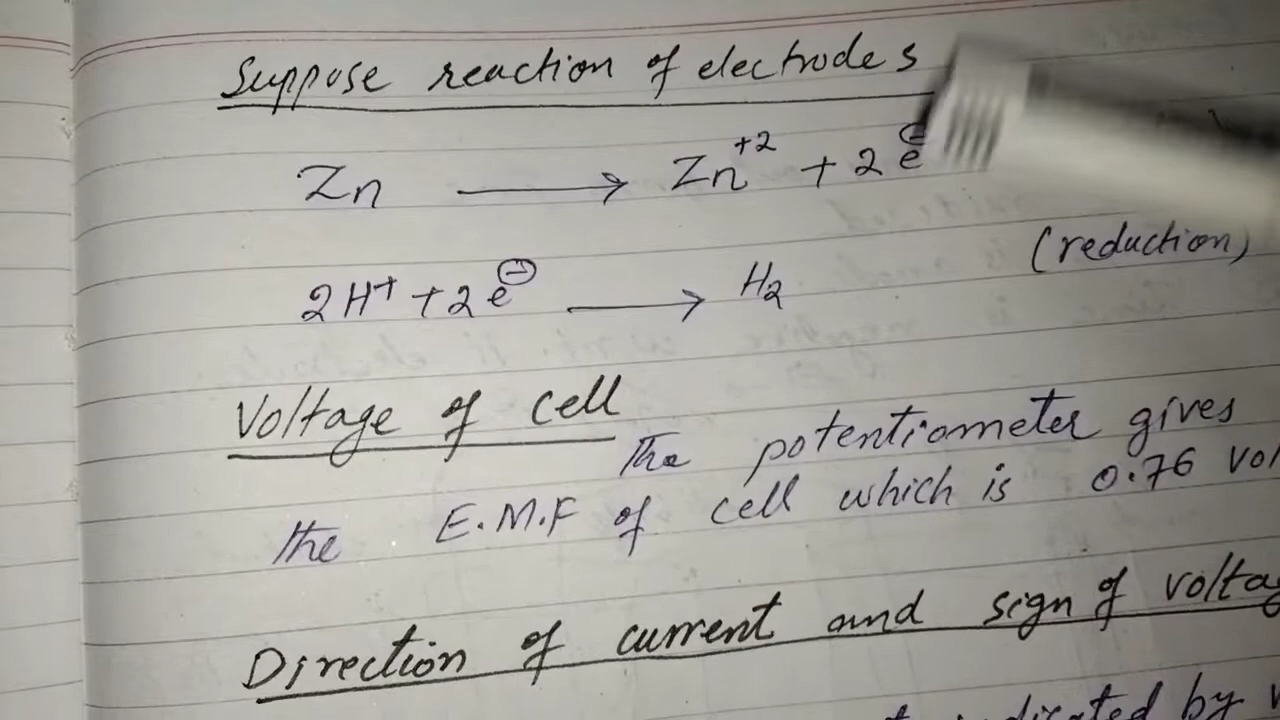 Suppose reaction of electrodes
Zn → Zn⁺² + 2e⊖
(reduction)
2H⁺ + 2e⊖ → H₂
Voltage of cell
The potentiometer gives
the E.M.F of cell which is 0.76
Direction of current and sign of
by